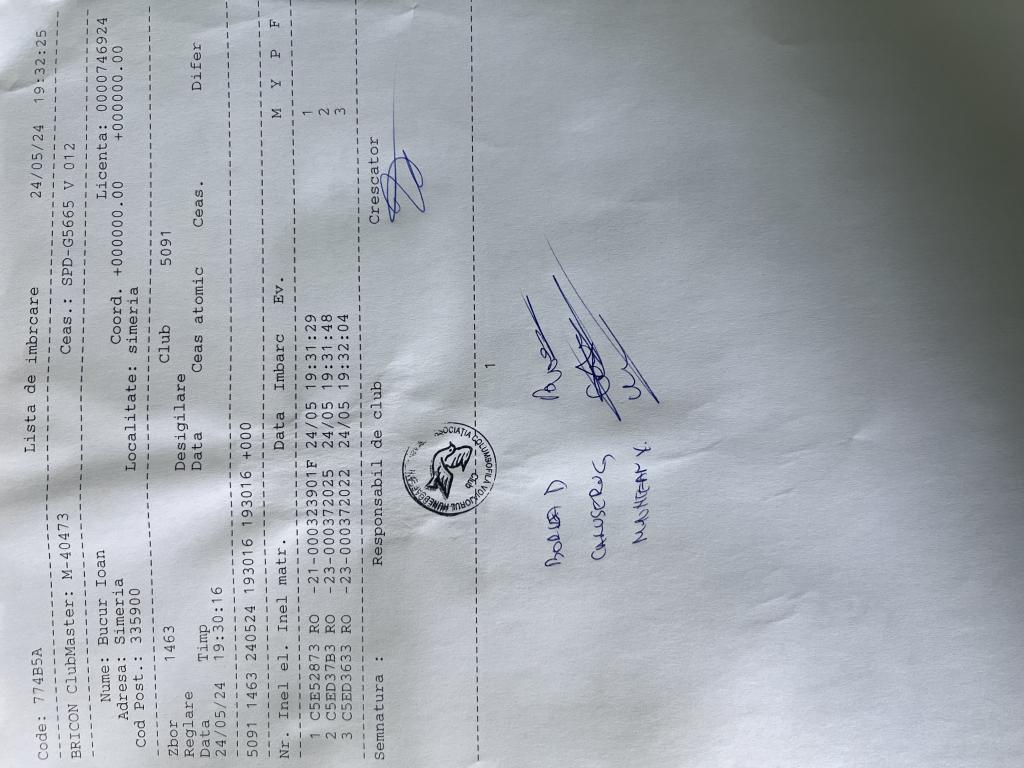 Code: 774B5A Lista de imbrcare 24/05/24 19:32:25
BRICON ClubMaster: M-40473 Ceas.: SPD-G5665 V 012
Nume: Bucur Ioan Coord. +000000.00 Licenta: 0000746924
Adresa: Simeria Localitate: simeria +000000.00
Cod Post.: 335900
Zbor 1463 Club 5091
Reglare Desigilare
Data Timp Data Ceas atomic Ceas. Difer
24/05/24 19:30:16
5091 1463 240524 193016 193016 +000
Nr. Inel el. Inel matr. Data Imbarc Ev. M Y P F
1 C5E52873 RO -21-000323901F 24/05 19:31:29 1
2 C5ED37B3 RO -23-000372025 24/05 19:31:48 2
3 C5ED3633 RO -23-000372022 24/05 19:32:04 3
Semnatura : Responsabil de club Crescator
ASOCIATIA COLUMBOFILA VOIAJORUL HUNEDOARA
Club
1
MUNTEAN